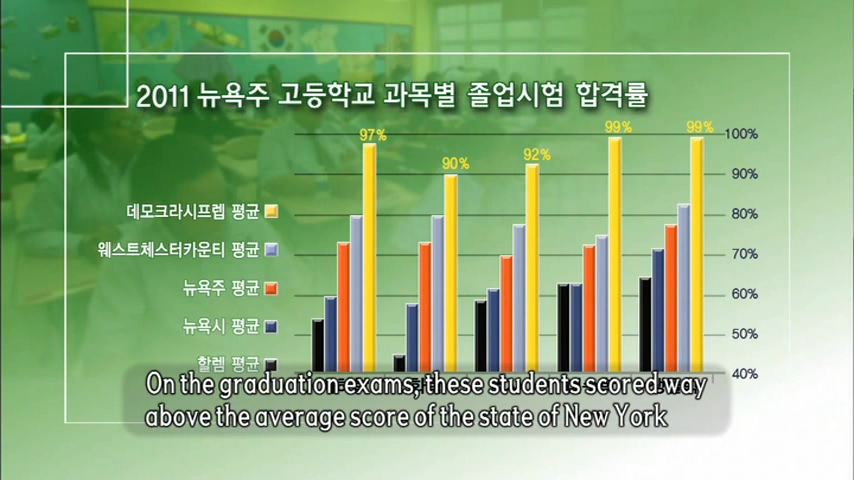 2011 뉴욕주 고등학교 과목별 졸업시험 합격률
97%
90%
92%
99%
99%
100%
90%
80%
70%
60%
50%
40%
데모크라시프렙 평균
웨스트체스터카운티 평균
뉴욕주 평균
뉴욕시 평균
할렘 평균
On the graduation exams, these students scored way
above the average score of the state of New York